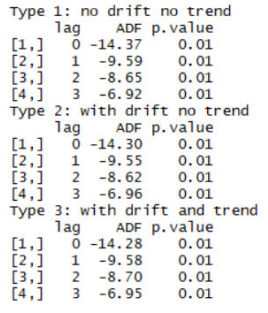 Type 1: no drift no trend
lag ADF p.value
[1,] 0 -14.37 0.01
[2,] 1 -9.59 0.01
[3,] 2 -8.65 0.01
[4,] 3 -6.92 0.01
Type 2: with drift no trend
lag ADF p.value
[1,] 0 -14.30 0.01
[2,] 1 -9.55 0.01
[3,] 2 -8.62 0.01
[4,] 3 -6.96 0.01
Type 3: with drift and trend
lag ADF p.value
[1,] 0 -14.28 0.01
[2,] 1 -9.58 0.01
[3,] 2 -8.70 0.01
[4,] 3 -6.95 0.01